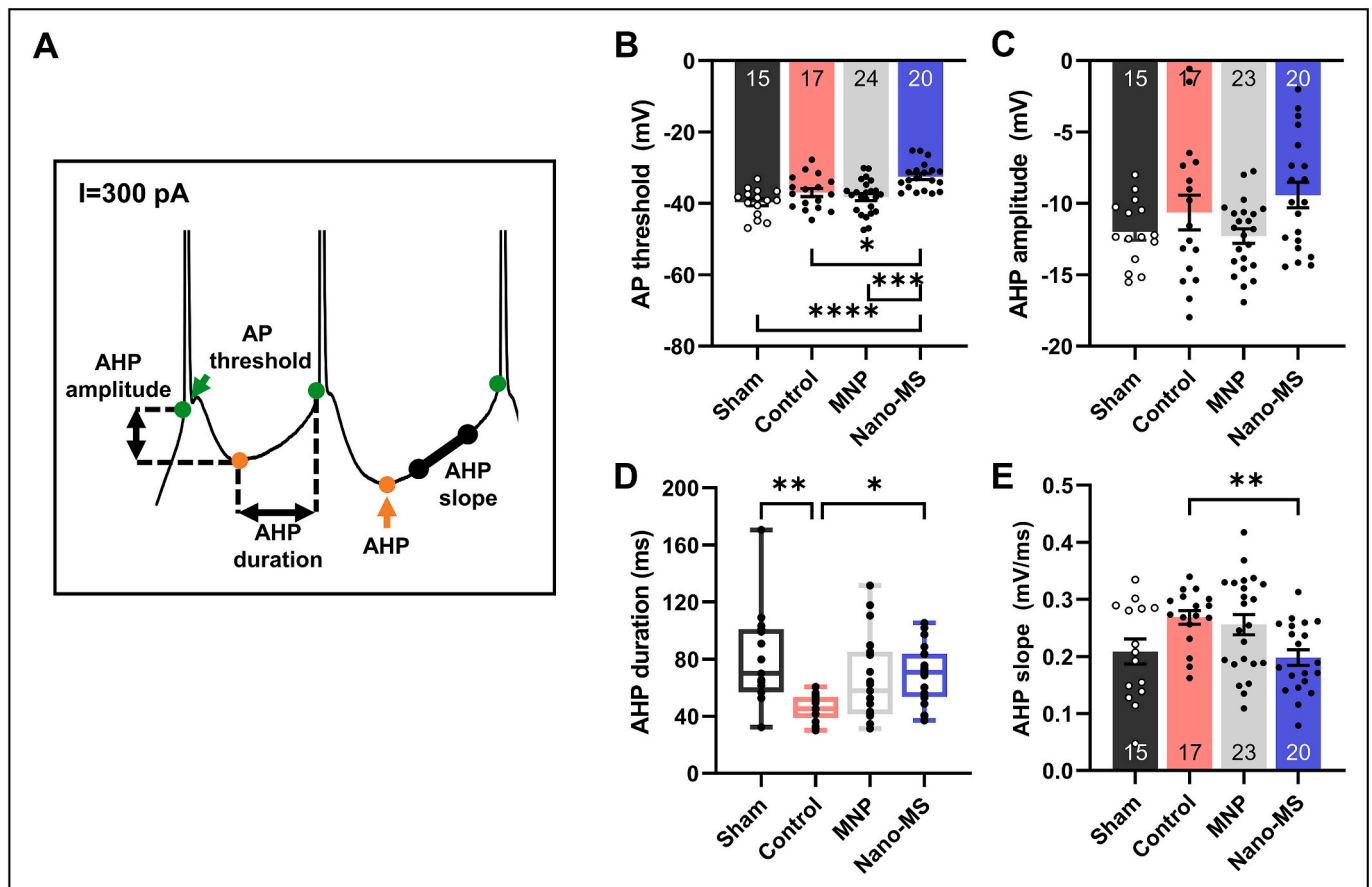 A
I=300 pA
AP
threshold
AHP
amplitude
AHP
slope
AHP
duration
AHP
B
AP threshold (mV)
0
-20
-40
-60
-80
15
17
24
20
*
***
****
Sham
Control
MNP
Nano-MS
C
AHP amplitude (mV)
0
-5
-10
-15
-20
15
17
23
20
Sham
Control
MNP
Nano-MS
D
AHP duration (ms)
200
160
120
80
40
0
**
*
Sham
Control
MNP
Nano-MS
E
AHP slope (mV/ms)
0.5
0.4
0.3
0.2
0.1
0.0
**
15
17
23
20
Sham
Control
MNP
Nano-MS